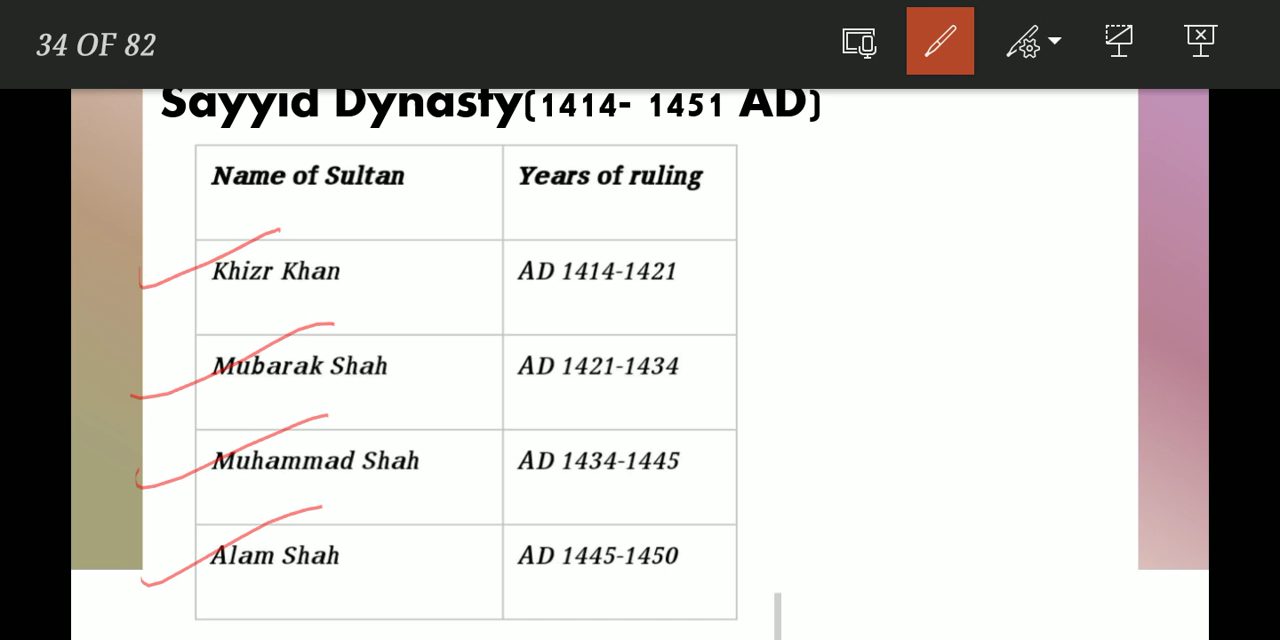 34 OF 82
Sayyid Dynasty(1414- 1451 AD)
Name of Sultan Years of ruling
Khizr Khan AD 1414-1421
Mubarak Shah AD 1421-1434
Muhammad Shah AD 1434-1445
Alam Shah AD 1445-1450